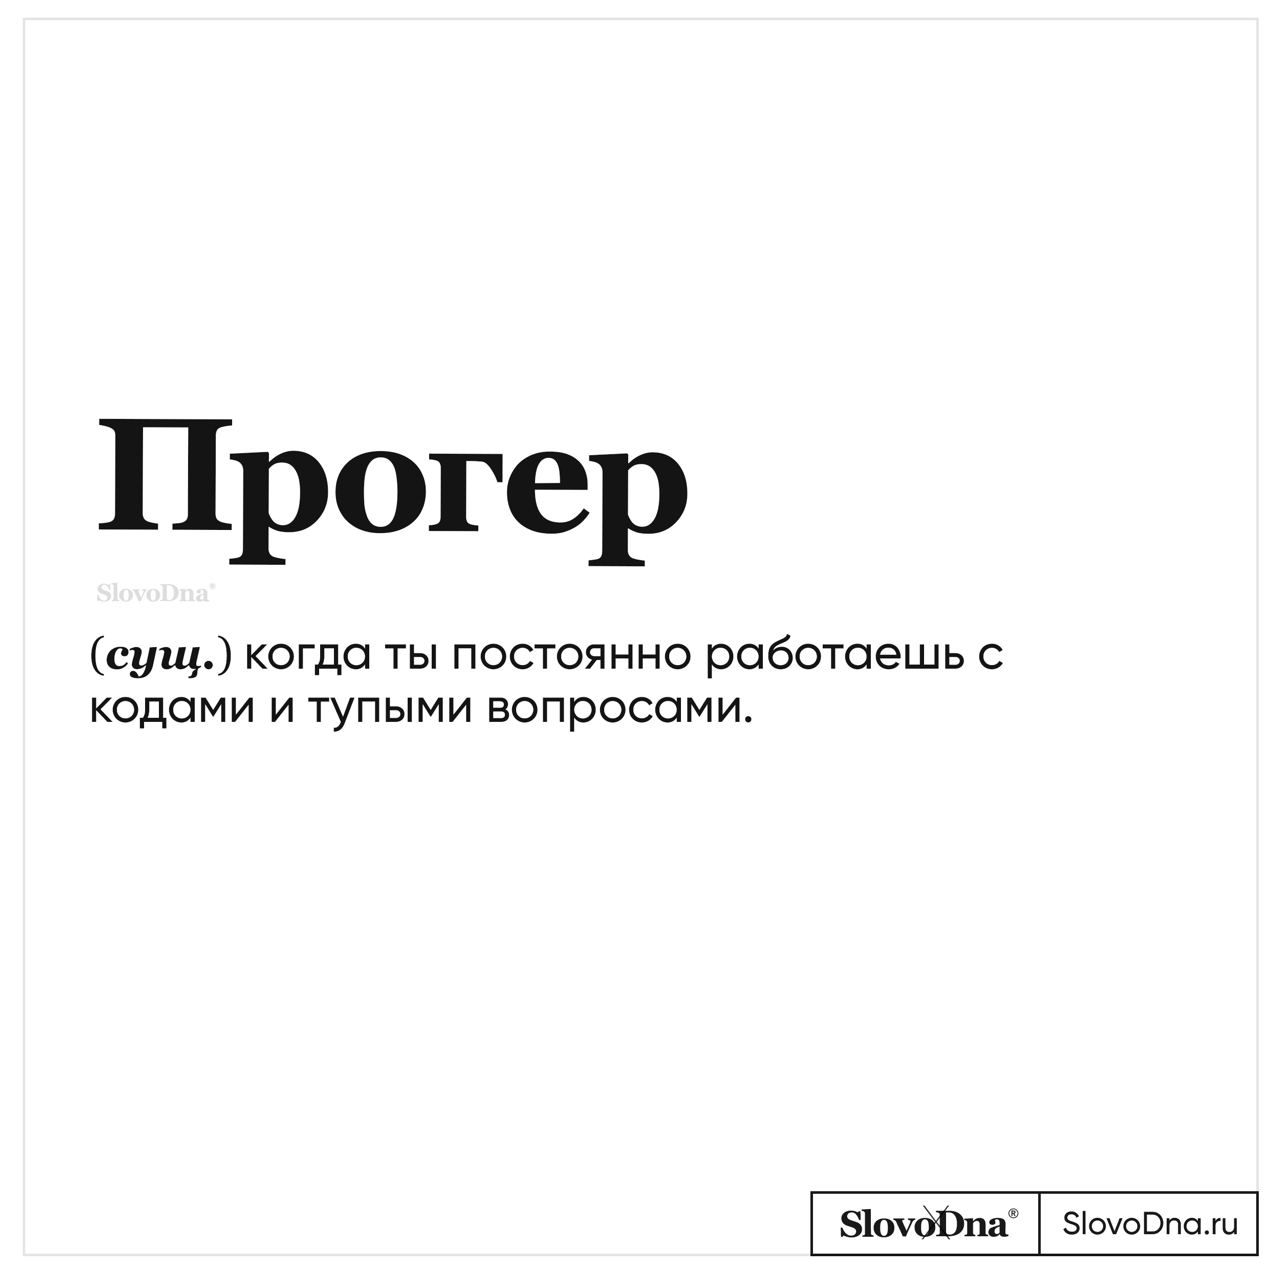 Прогер
SlovoDna®
(сущ.) когда ты постоянно работаешь с
кодами и тупыми вопросами.
SlovoDna®
SlovoDna.ru